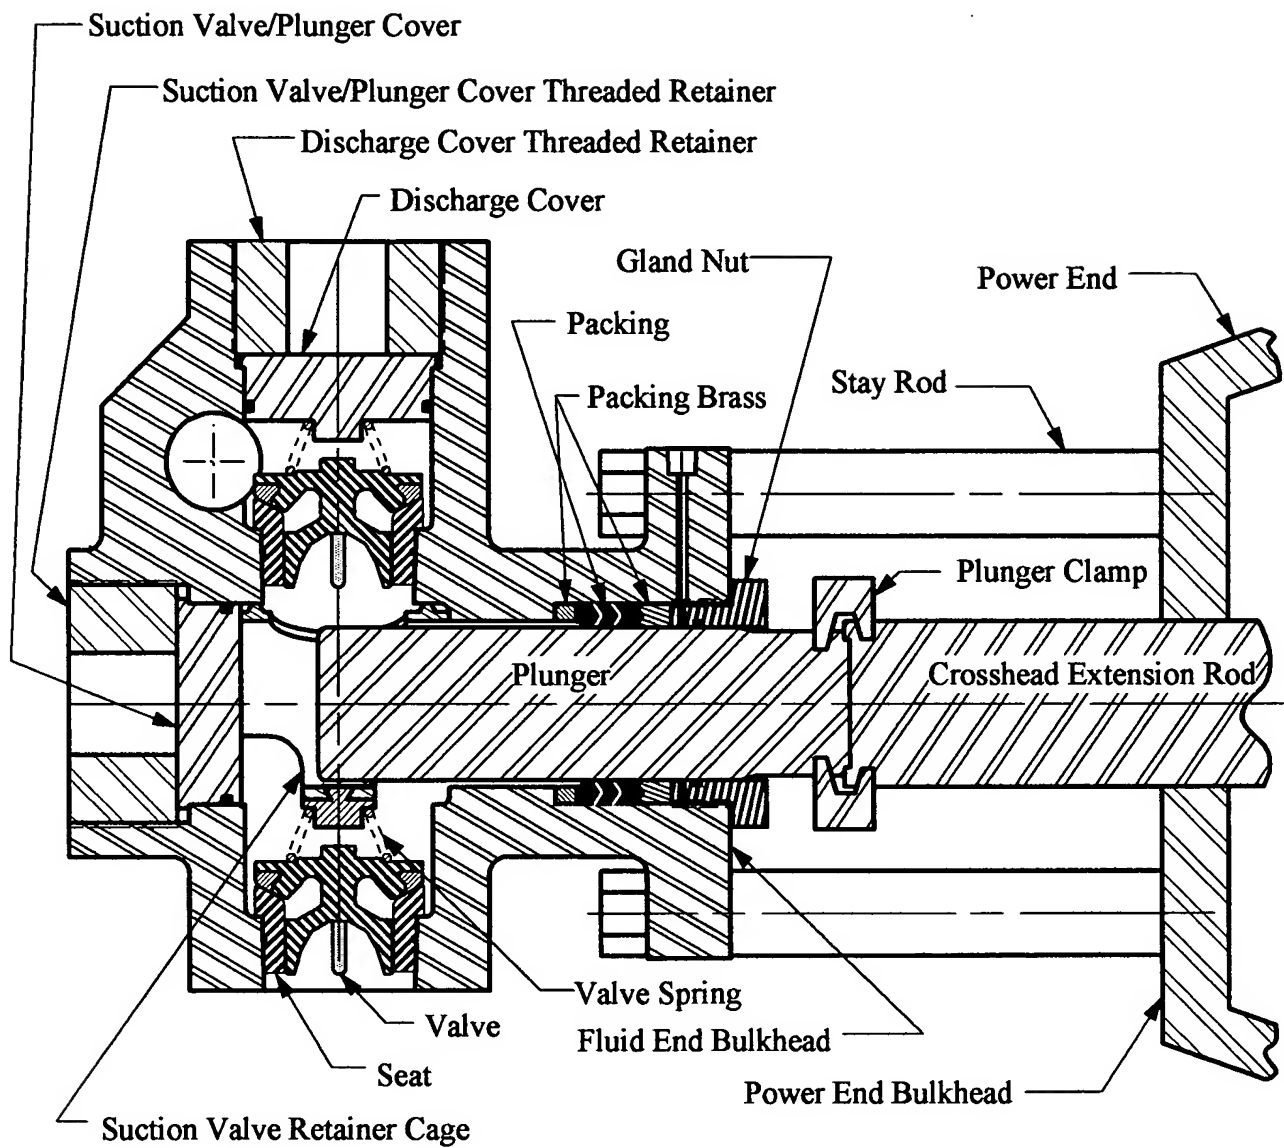 Suction Valve/Plunger Cover
Suction Valve/Plunger Cover Threaded Retainer
Discharge Cover Threaded Retainer
Discharge Cover
Gland Nut
Power End
Packing
Stay Rod
Packing Brass
Plunger Clamp
Plunger
Crosshead Extension Rod
Valve Spring
Valve
Fluid End Bulkhead
Seat
Power End Bulkhead
Suction Valve Retainer Cage